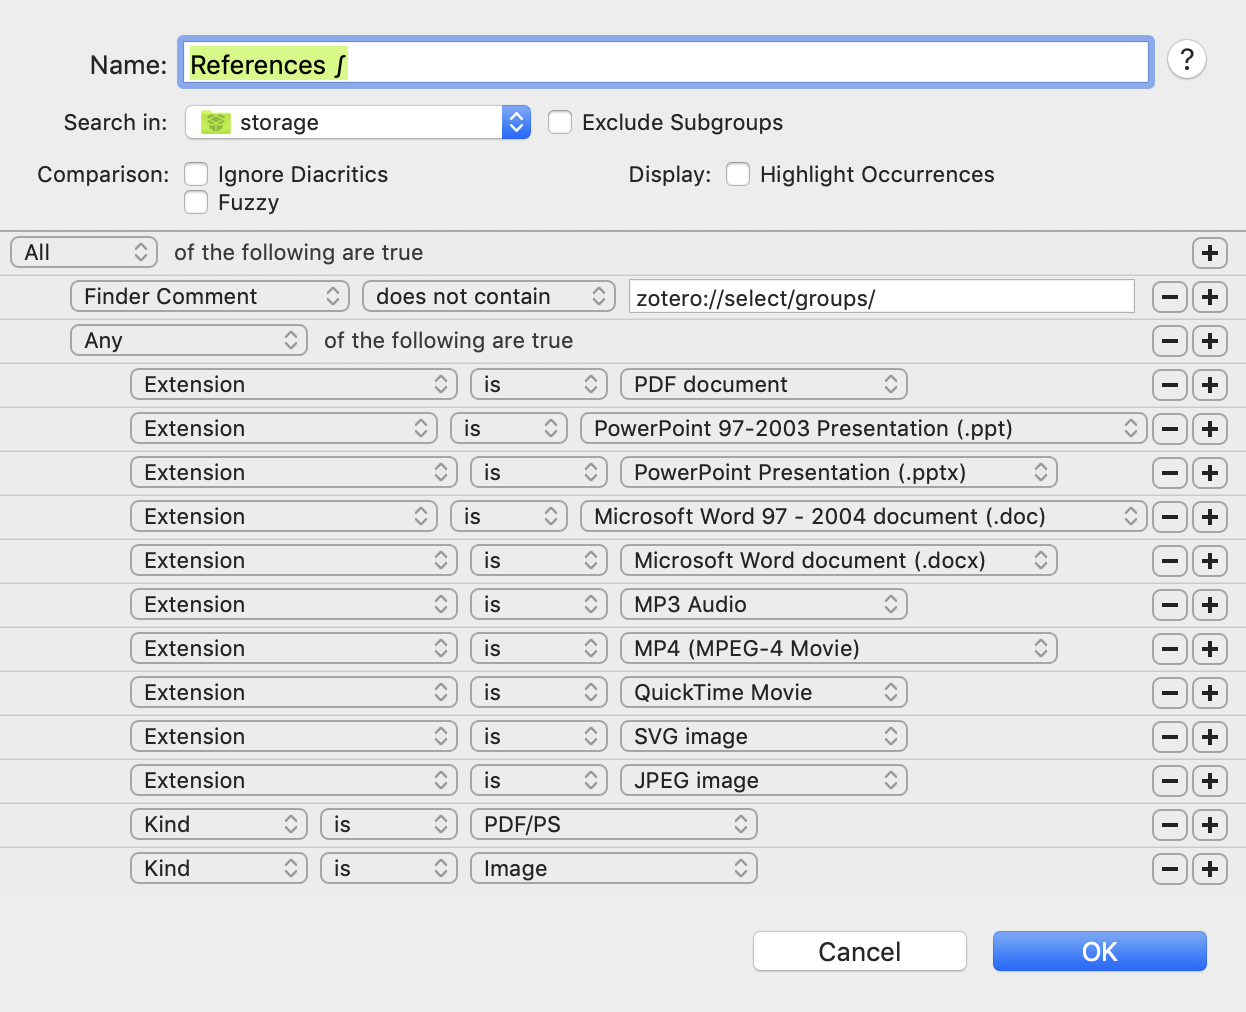 Name: References ∫ ?
Search in: storage Exclude Subgroups
Comparison: Ignore Diacritics Display: Highlight Occurrences
Fuzzy
All of the following are true
Finder Comment does not contain zotero://select/groups/
Any of the following are true
Extension is PDF document
Extension is PowerPoint 97-2003 Presentation (.ppt)
Extension is PowerPoint Presentation (.pptx)
Extension is Microsoft Word 97 - 2004 document (.doc)
Extension is Microsoft Word document (.docx)
Extension is MP3 Audio
Extension is MP4 (MPEG-4 Movie)
Extension is QuickTime Movie
Extension is SVG image
Extension is JPEG image
Kind is PDF/PS
Kind is Image
Cancel OK